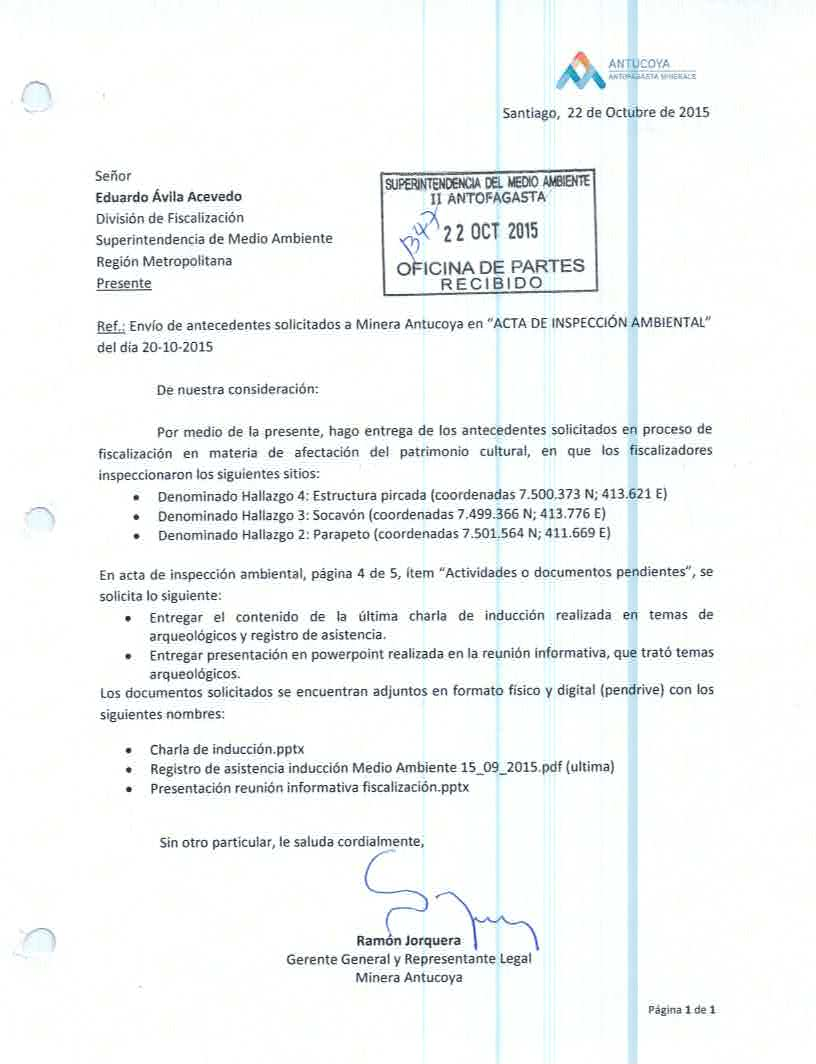 ANTUCOYA
ANTOFAGASTA MINERALS
Santiago, 22 de Octubre de 2015
Señor
Eduardo Ávila Acevedo
División de Fiscalización
Superintendencia de Medio Ambiente
Región Metropolitana
Presente
SUPERINTENDENCIA DEL MEDIO AMBIENTE
II ANTOFAGASTA
1347
22 OCT 2015
OFICINA DE PARTES
RECIBIDO
Ref.: Envío de antecedentes solicitados a Minera Antucoya en "ACTA DE INSPECCIÓN AMBIENTAL"
del día 20-10-2015
De nuestra consideración:
Por medio de la presente, hago entrega de los antecedentes solicitados en proceso de
fiscalización en materia de afectación del patrimonio cultural, en que los fiscalizadores
inspeccionaron los siguientes sitios:
• Denominado Hallazgo 4: Estructura pircada (coordenadas 7.500.373 N; 413.621 E)
• Denominado Hallazgo 3: Socavón (coordenadas 7.499.366 N; 413.776 E)
• Denominado Hallazgo 2: Parapeto (coordenadas 7.501.564 N; 411.669 E)
En acta de inspección ambiental, página 4 de 5, ítem "Actividades o documentos pendientes", se
solicita lo siguiente:
• Entregar el contenido de la última charla de inducción realizada en temas de
arqueológicos y registro de asistencia.
• Entregar presentación en powerpoint realizada en la reunión informativa, que trató temas
arqueológicos.
Los documentos solicitados se encuentran adjuntos en formato físico y digital (pendrive) con los
siguientes nombres:
• Charla de inducción.pptx
• Registro de asistencia inducción Medio Ambiente 15_09_2015.pdf (ultima)
• Presentación reunión informativa fiscalización.pptx
Sin otro particular, le saluda cordialmente,
Ramón Jorquera
Gerente General y Representante Legal
Minera Antucoya
Página 1 de 1